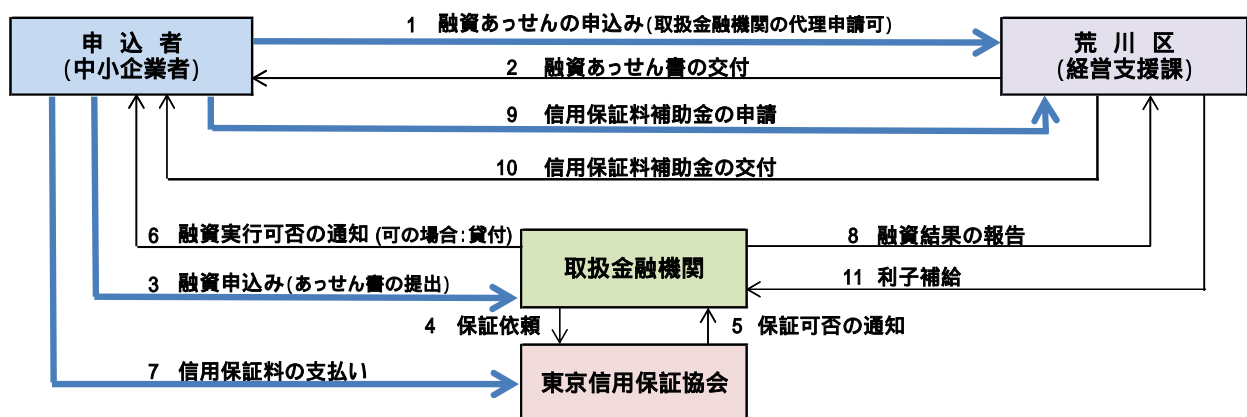 1 融資あっせんの申込み(取扱金融機関の代理申請可)
申 込 者
(中小企業者)
荒 川 区
(経営支援課)
2 融資あっせん書の交付
9 信用保証料補助金の申請
10 信用保証料補助金の交付
6 融資実行可否の通知 (可の場合:貸付)
8 融資結果の報告
取扱金融機関
3 融資申込み(あっせん書の提出)
11 利子補給
4 保証依頼
5 保証可否の通知
7 信用保証料の支払い
東京信用保証協会